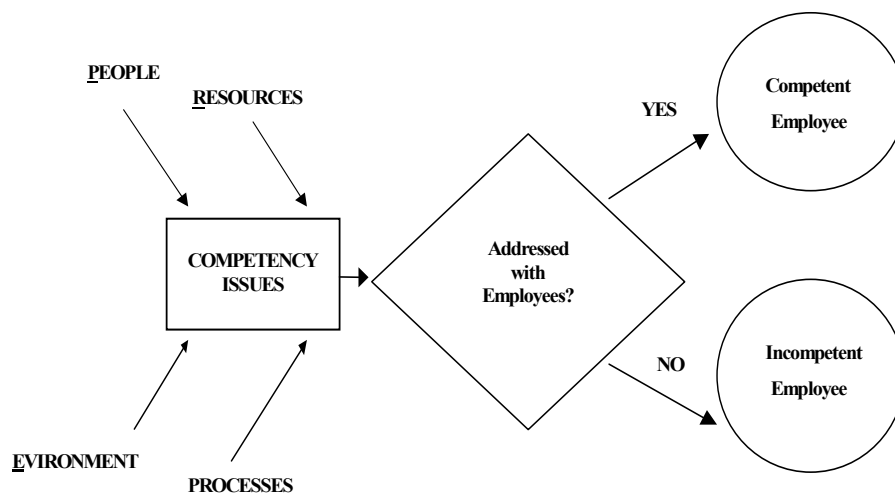 PEOPLE
RESOURCES
COMPETENCY
ISSUES
EVIRONMENT
PROCESSES
Addressed
with
Employees?
YES
Competent
Employee
NO
Incompetent
Employee